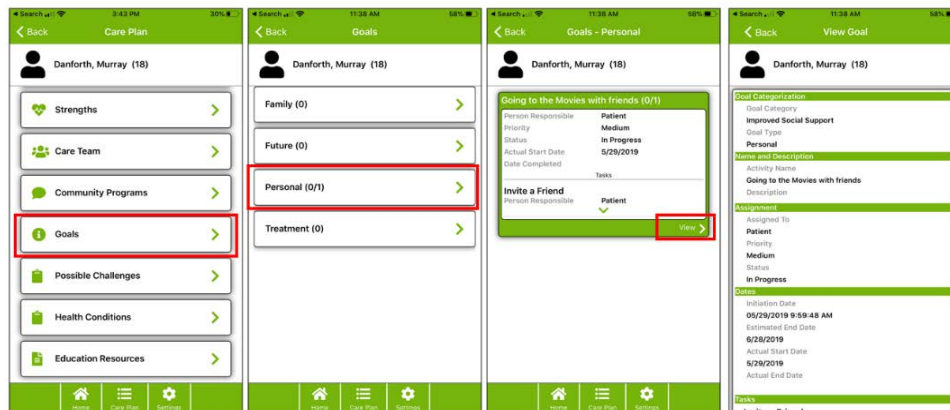 Search
3:43 PM
30%
Back
Care Plan
Danforth, Murray (18)
Strengths
Care Team
Community Programs
Goals
Possible Challenges
Health Conditions
Education Resources
Home
Care Plan
Settings
Search
11:38 AM
58%
Back
Goals
Danforth, Murray (18)
Family (0)
Future (0)
Personal (0/1)
Treatment (0)
Home
Care Plan
Settings
Search
11:38 AM
58%
Back
Goals - Personal
Danforth, Murray (18)
Going to the Movies with friends (0/1)
Person Responsible Patient
Priority Medium
Status In Progress
Actual Start Date 5/29/2019
Date Completed
Tasks
Invite a Friend
Person Responsible Patient
View
Home
Care Plan
Settings
Search
11:38 AM
58%
Back
View Goal
Danforth, Murray (18)
Goal Categorization
Goal Category
Improved Social Support
Goal Type
Personal
Name and Description
Activity Name
Going to the Movies with friends
Description
Assignment
Assigned To
Patient
Priority
Medium
Status
In Progress
Dates
Initiation Date
05/29/2019 9:59:48 AM
Estimated End Date
6/28/2019
Actual Start Date
5/29/2019
Actual End Date
Tasks